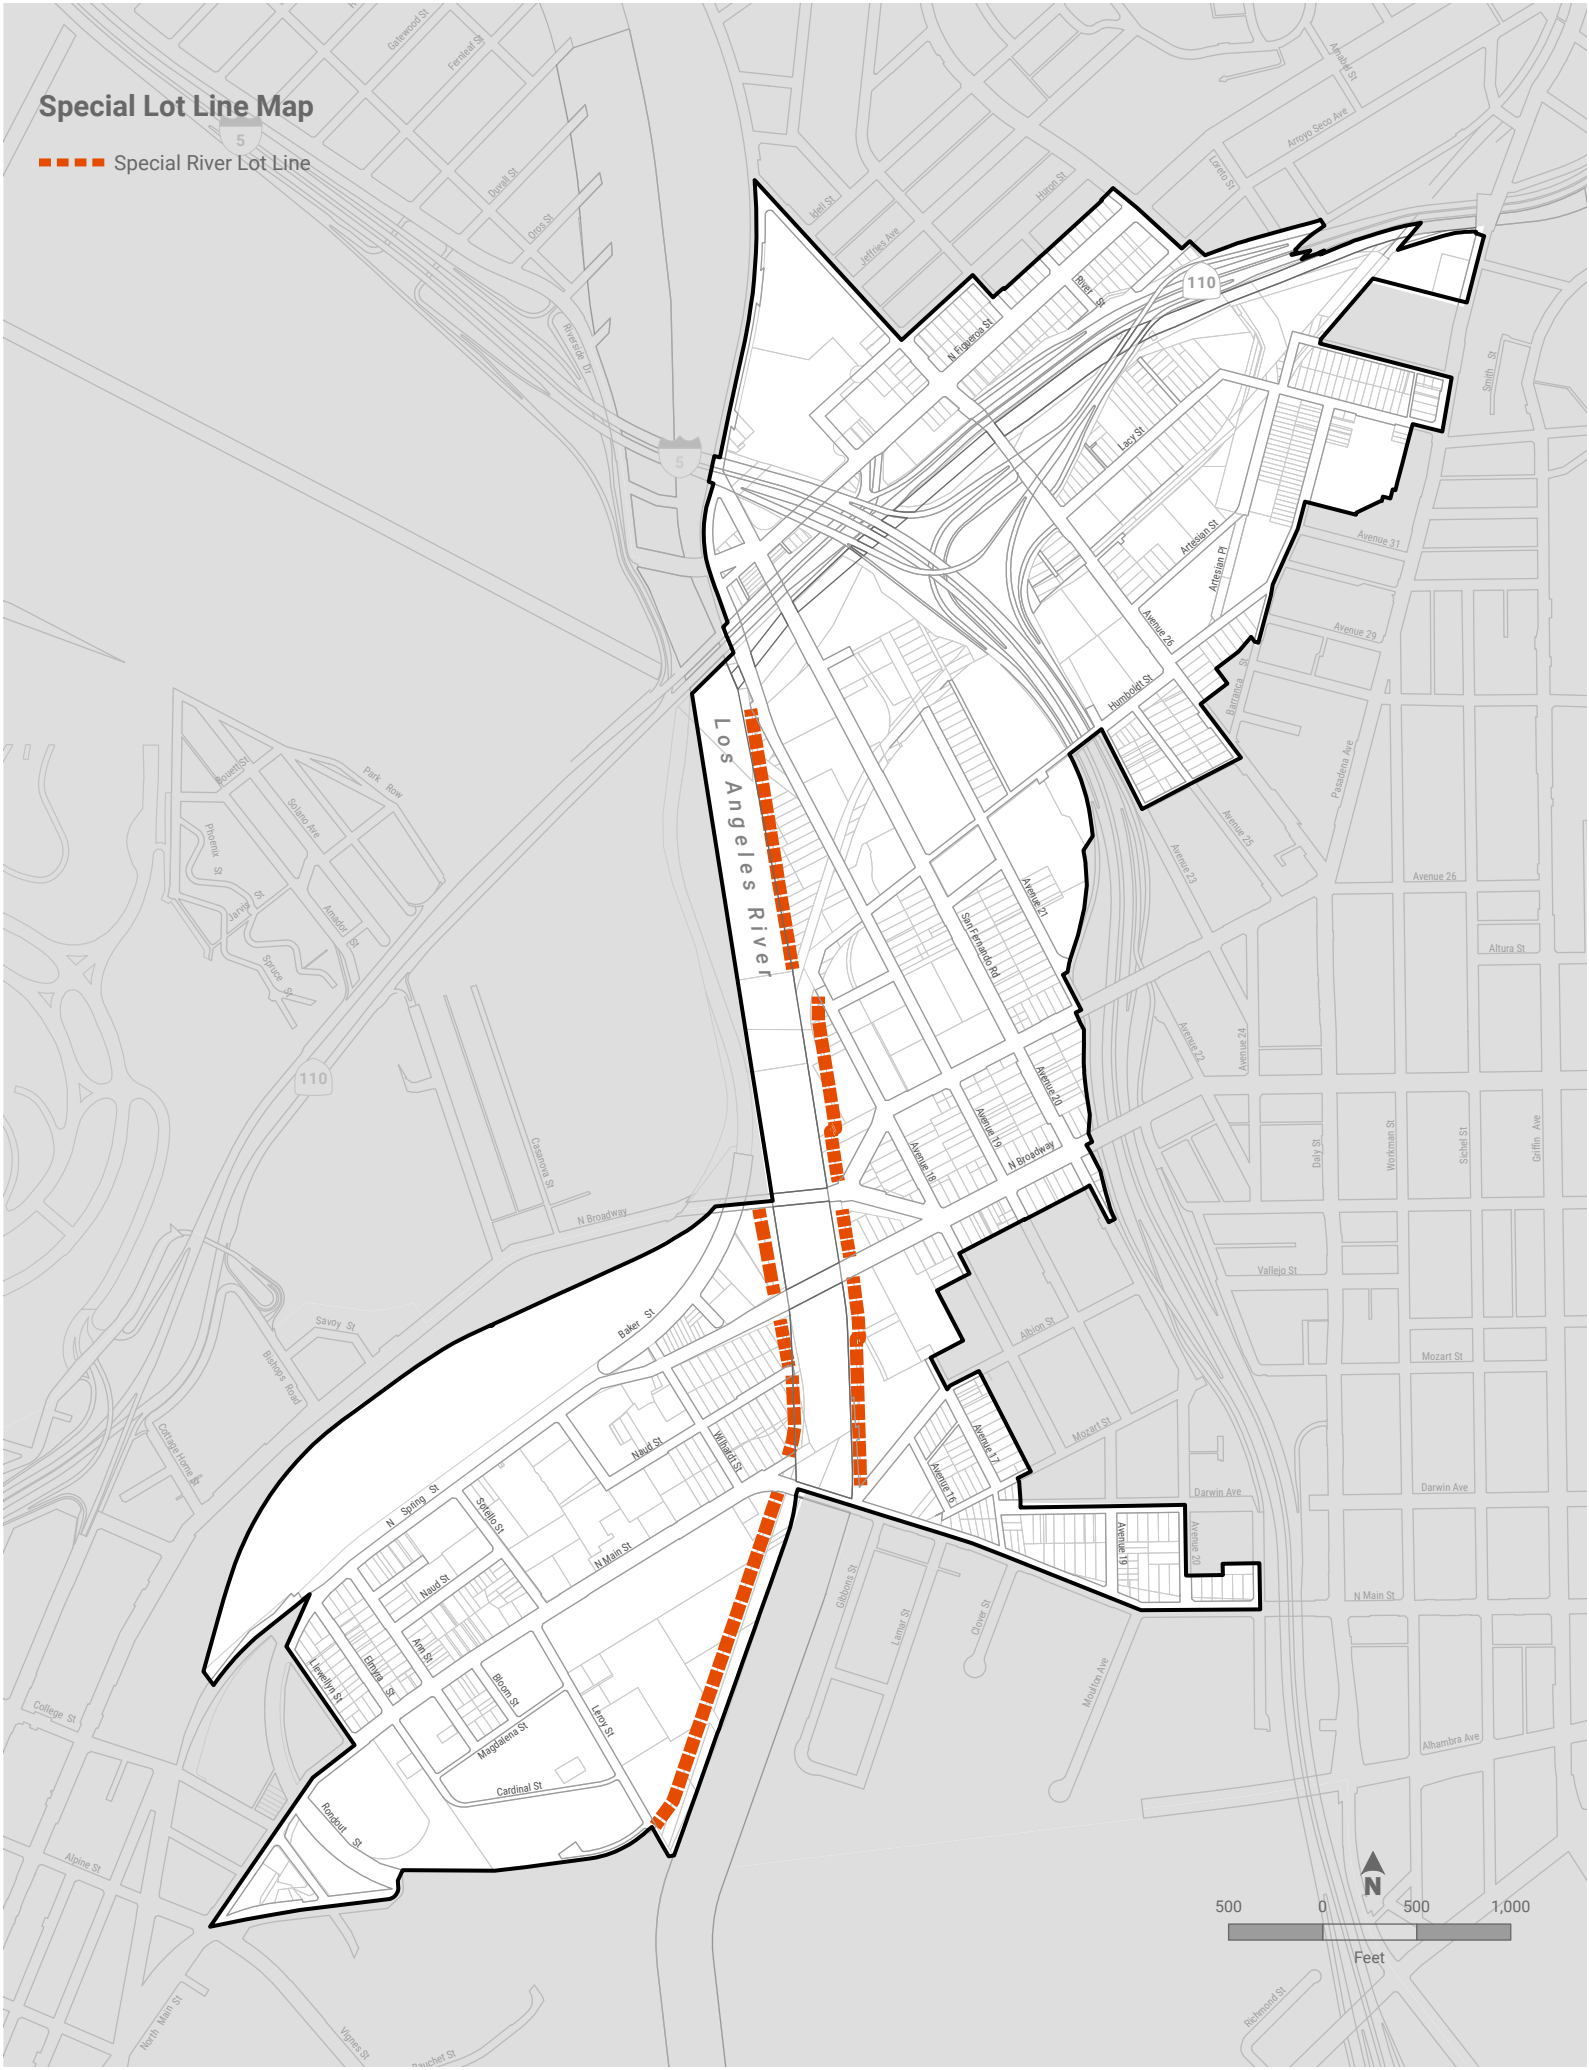 Special Lot Line Map
Special River Lot Line
Gatewood St
Fernleaf St
5
Duvall St
Oros St
Riverside Dr
5
Idell St
Jeffries Ave
Huron St
Loreto St
Arroyo Seco Ave
Amabel St
110
River St
N Figueroa St
Smith St
Lacy St
Artesian St
Artesian Pl
Avenue 31
Avenue 29
Avenue 26
Humboldt St
Barranca St
Pasadena Ave
Avenue 25
Avenue 23
Avenue 26
Altura St
Los Angeles River
Bouett St
Park Row
Solano Ave
Phoenix St
Jarvis St
Amador St
Spruce St
110
Casanova St
N Broadway
Avenue 21
San Fernando Rd
Avenue 20
Avenue 19
Avenue 18
N Broadway
Avenue 22
Avenue 24
Daly St
Workman St
Sichel St
Griffin Ave
Vallejo St
Mozart St
Albion St
Mozart St
Savoy St
Bishops Road
Cottage Home St
Baker St
Naud St
Wilhardt St
N Spring St
Sotello St
N Main St
Naud St
Ann St
Elmyra St
Llewellyn St
Bloom St
Magdalena St
Leroy St
Cardinal St
Rondout St
Avenue 17
Avenue 16
Darwin Ave
Darwin Ave
Avenue 19
Avenue 20
N Main St
Gibbons St
Lamar St
Clover St
Moulton Ave
Alhambra Ave
College St
Alpine St
North Main St
Vignes St
Bauchet St
Richmond St
N
500 0 500 1,000
Feet